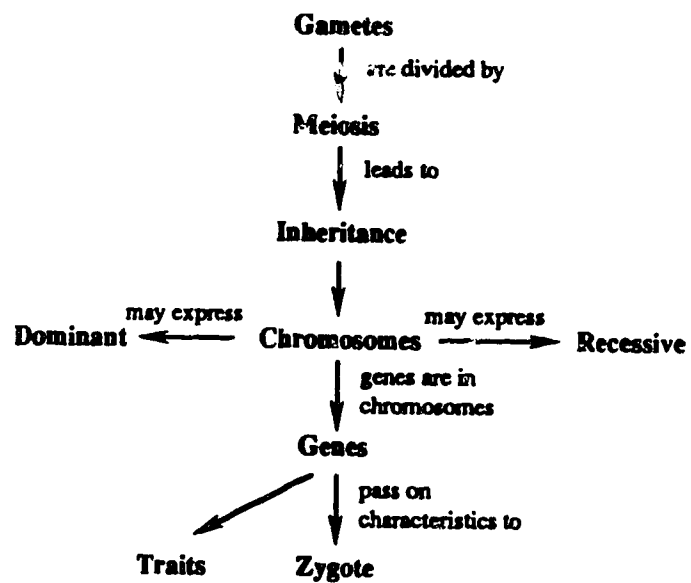 Gametes
are divided by
Meiosis
leads to
Inheritance
may express
may express
Dominant
Chromosomes
Recessive
genes are in
chromosomes
Genes
pass on
characteristics to
Traits
Zygote